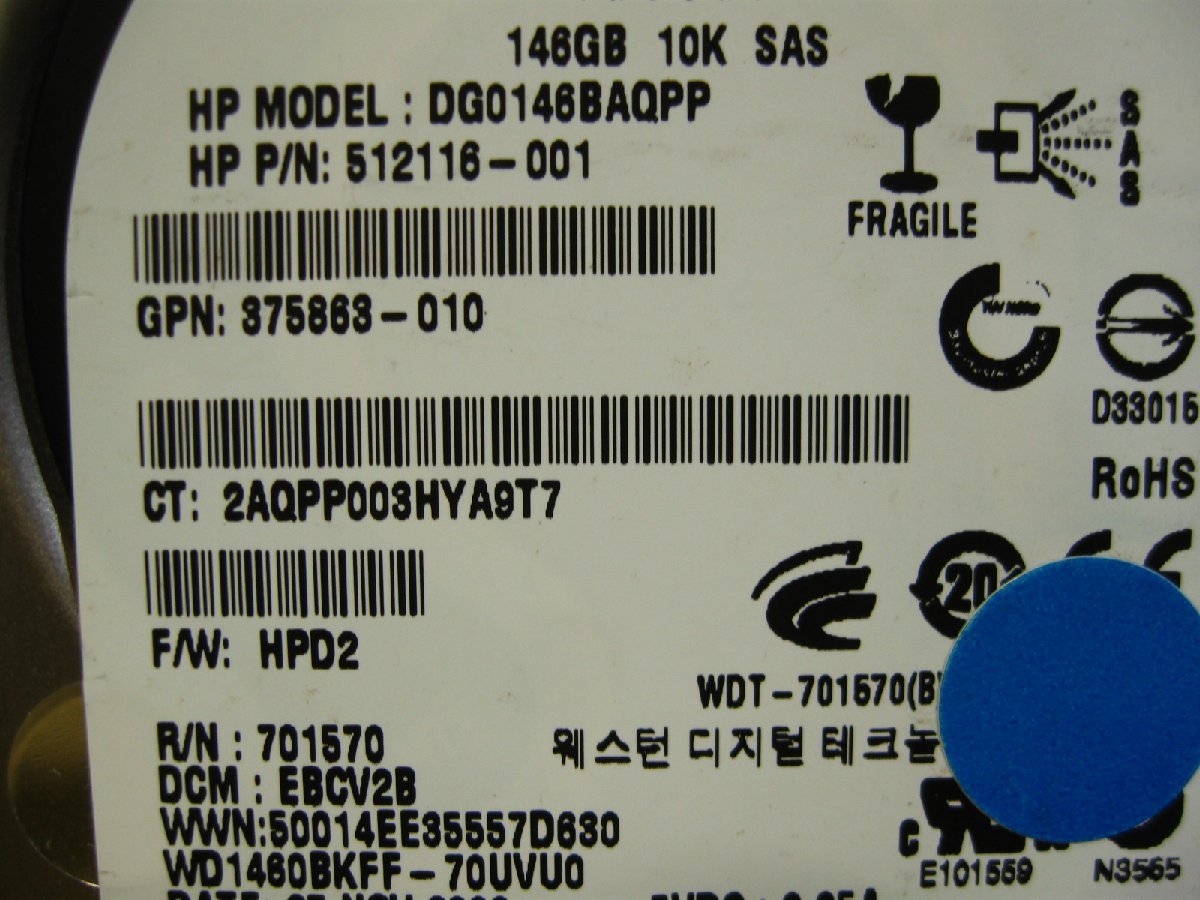 146GB 10K SAS
HP MODEL : DG0146BAQPP
HP P/N: 512116-001
SAS
FRAGILE
GPN: 375863-010
D33015
RoHS
CT: 2AQPP003HYA9T7
20
F/W: HPD2
WDT-701570(B)
R/N : 701570
웨스턴 디지털 테크놀
DCM : EBCV2B
WWN:50014EE35557D630
WD1460BKFF-70UVU0
E101559
N3565